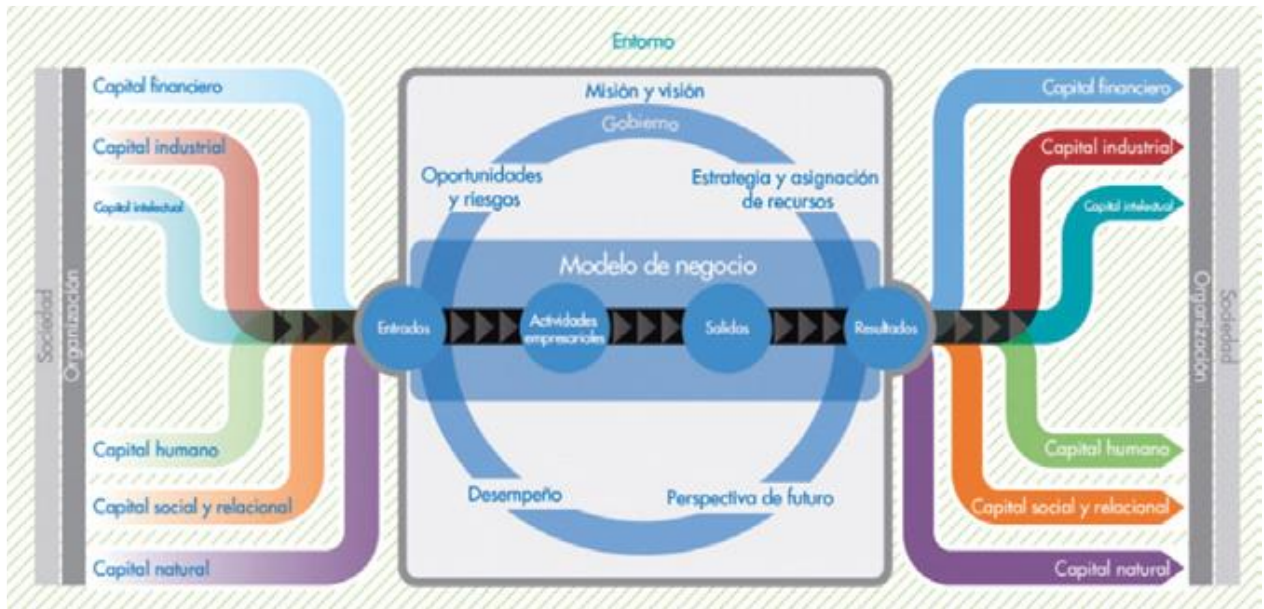 Entorno
Sociedad
Organización
Capital financiero
Capital industrial
Capital intelectual
Capital humano
Capital social y relacional
Capital natural
Misión y visión
Gobierno
Oportunidades
y riesgos
Estrategia y asignación
de recursos
Modelo de negocio
Entradas
Actividades
empresariales
Salidas
Resultados
Desempeño
Perspectiva de futuro
Capital financiero
Capital industrial
Capital intelectual
Capital humano
Capital social y relacional
Capital natural
Organización
Sociedad